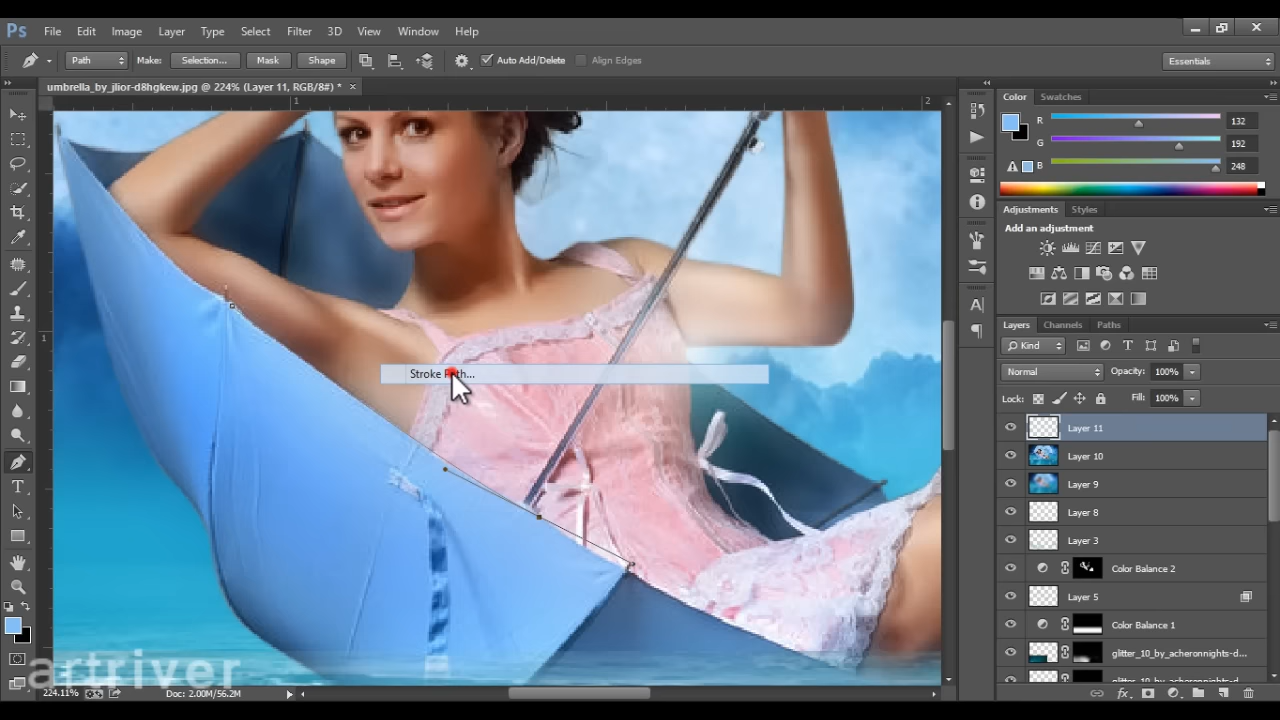 Ps File Edit Image Layer Type Select Filter 3D View Window Help
Path Make: Selection... Mask Shape Auto Add/Delete Align Edges Essentials
umbrella_by_jlior-d8hgkew.jpg @ 224% (Layer 11, RGB/8#) *
1 2
1
Color Swatches
R 132
G 192
B 248
Adjustments Styles
Add an adjustment
Layers Channels Paths
Kind
Normal Opacity: 100%
Lock: Fill: 100%
Layer 11
Layer 10
Layer 9
Layer 8
Layer 3
Color Balance 2
Layer 5
Color Balance 1
glitter_10_by_acheronnights-d...
glitter_10_by_acheronnights-d...
Stroke Path...
artriver
224.11% Doc: 2.00M/56.2M